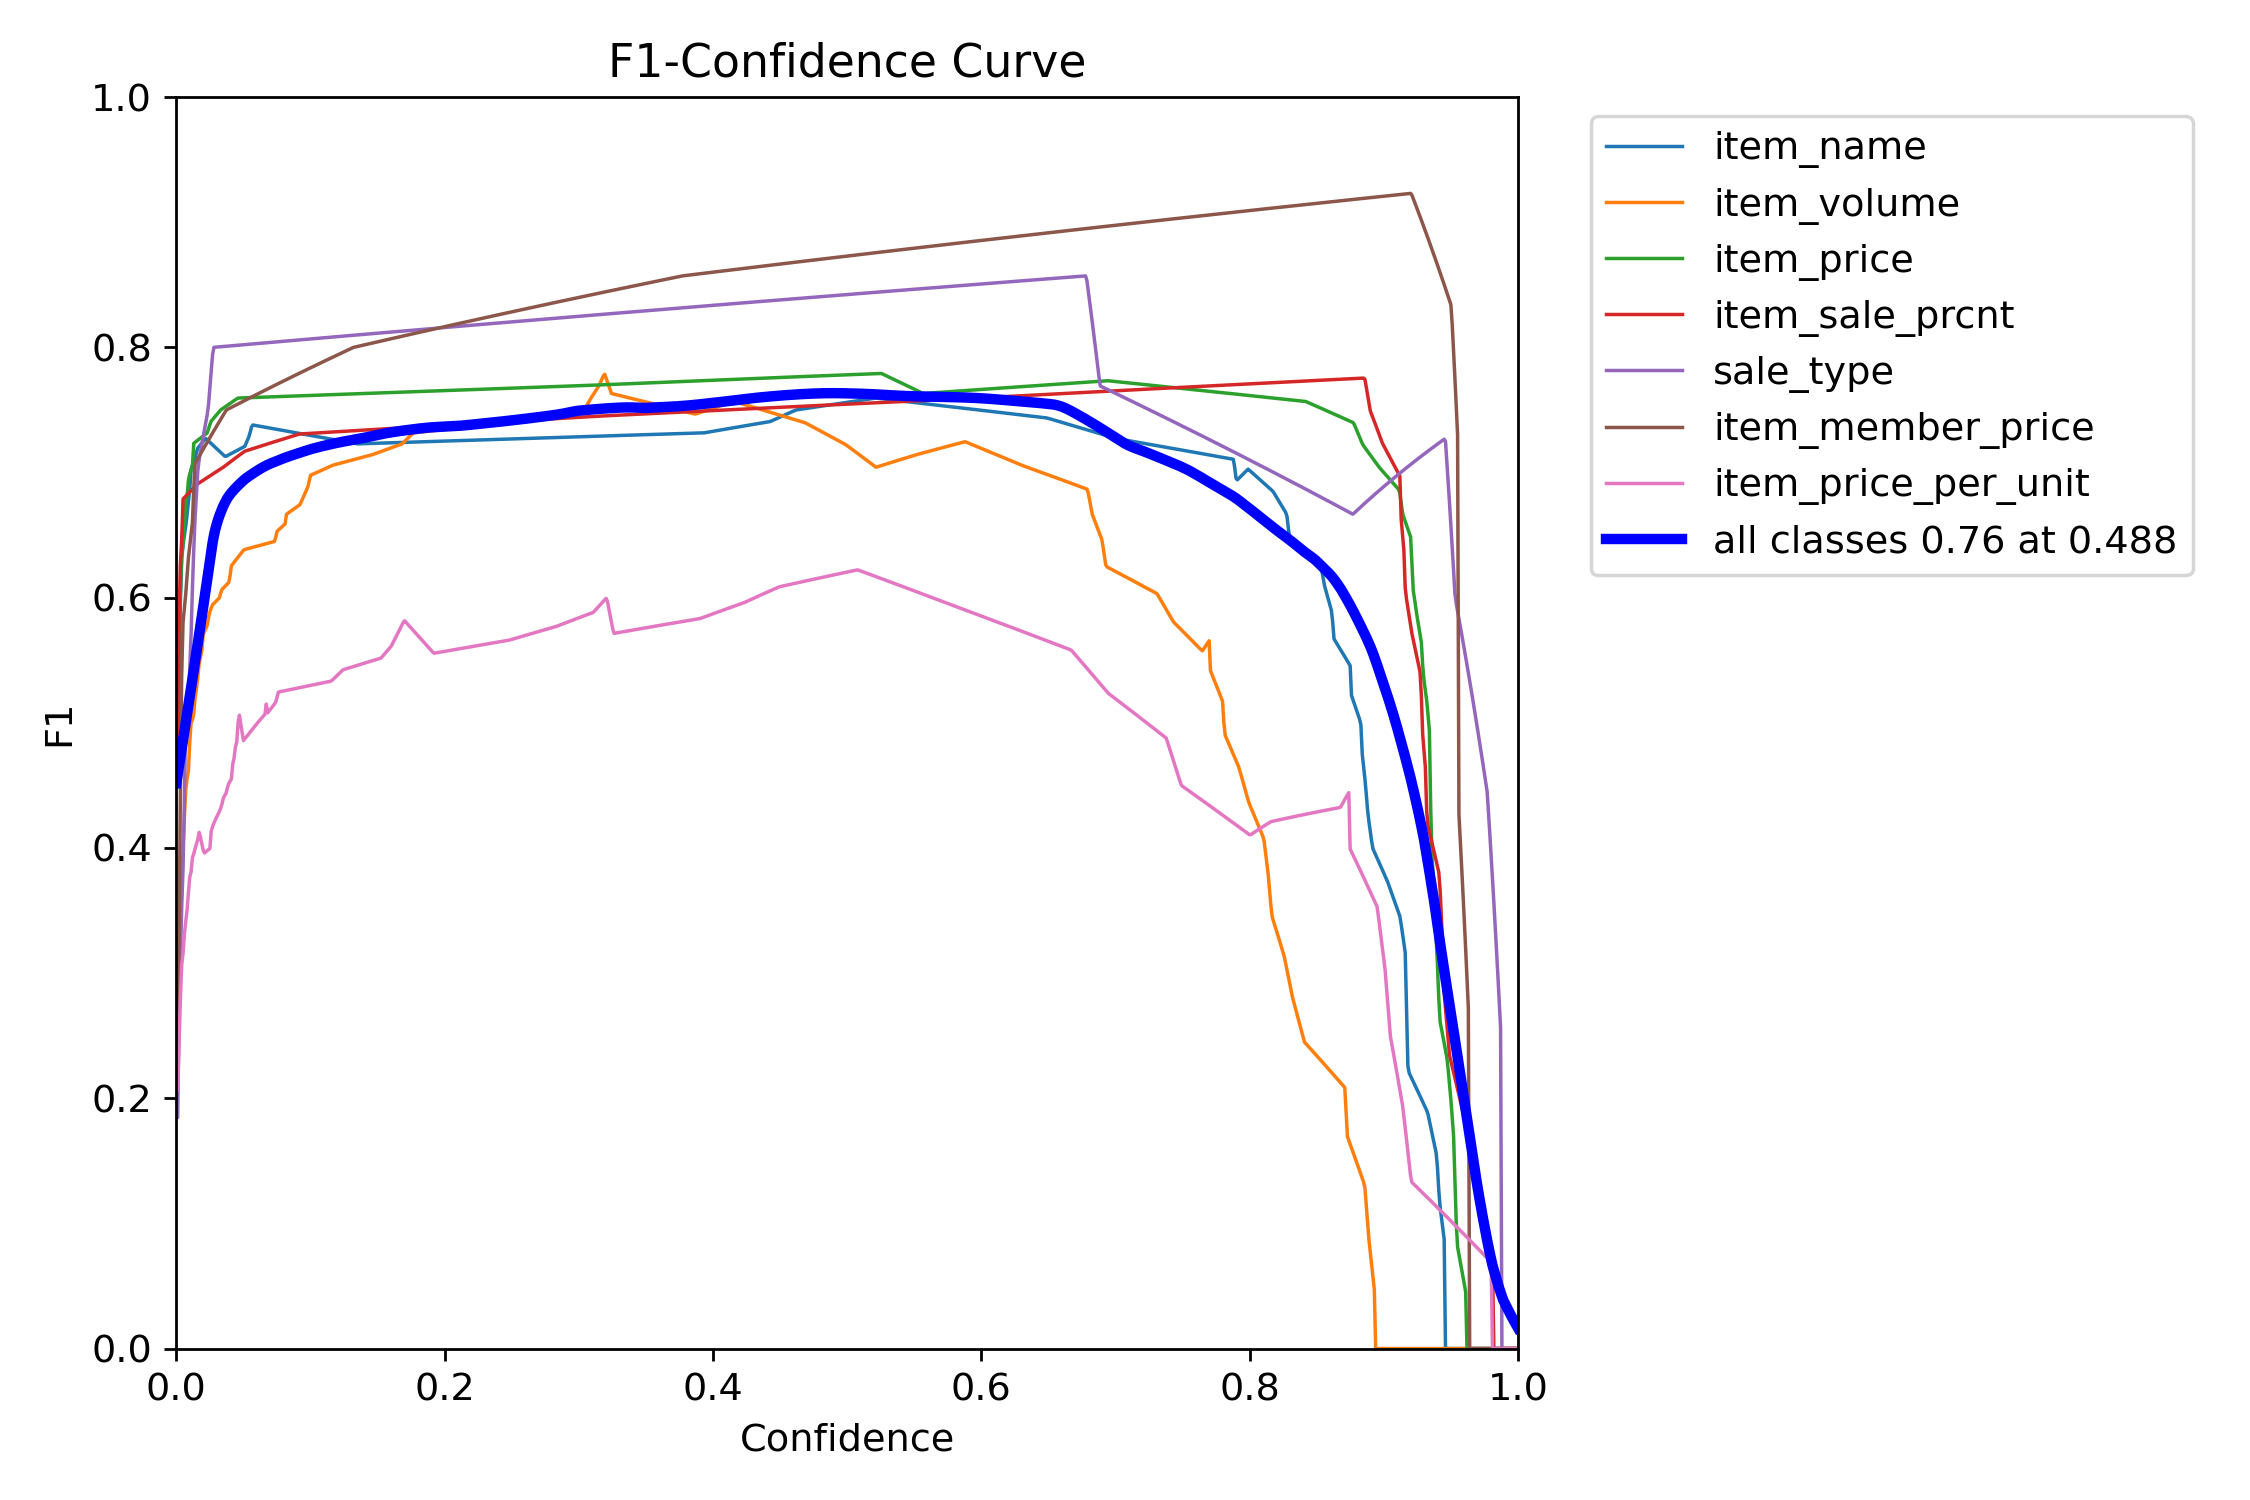 F1-Confidence Curve
1.0
0.8
0.6
0.4
0.2
0.0
F1
0.0 0.2 0.4 0.6 0.8 1.0
Confidence
item_name
item_volume
item_price
item_sale_prcnt
sale_type
item_member_price
item_price_per_unit
all classes 0.76 at 0.488